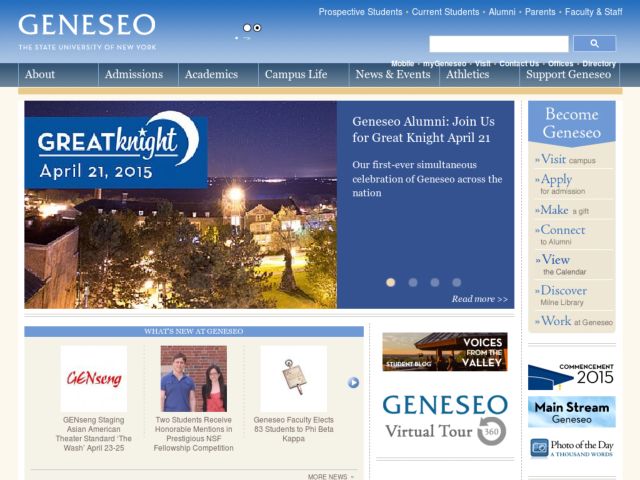 GENESEO
THE STATE UNIVERSITY OF NEW YORK
Prospective Students • Current Students • Alumni • Parents • Faculty & Staff
Mobile • myGeneseo • Visit • Contact Us • Offices • Directory
About
Admissions
Academics
Campus Life
News & Events
Athletics
Support Geneseo
GREAT knight
April 21, 2015
Geneseo Alumni: Join Us
for Great Knight April 21
Our first-ever simultaneous
celebration of Geneseo across the
nation
Read more >>
Become
Geneseo
»Visit campus
»Apply
for admission
»Make a gift
»Connect
to Alumni
»View
the Calendar
»Discover
Milne Library
»Work at Geneseo
WHAT'S NEW AT GENESEO
GENseng
GENseng Staging
Asian American
Theater Standard 'The
Wash' April 23-25
Two Students Receive
Honorable Mentions in
Prestigious NSF
Fellowship Competition
Geneseo Faculty Elects
83 Students to Phi Beta
Kappa
MORE NEWS
STUDENT BLOG
VOICES
FROM THE
VALLEY
GENESEO
Virtual Tour 360
COMMENCEMENT
2015
Main Stream
Geneseo
Photo of the Day
A THOUSAND WORDS